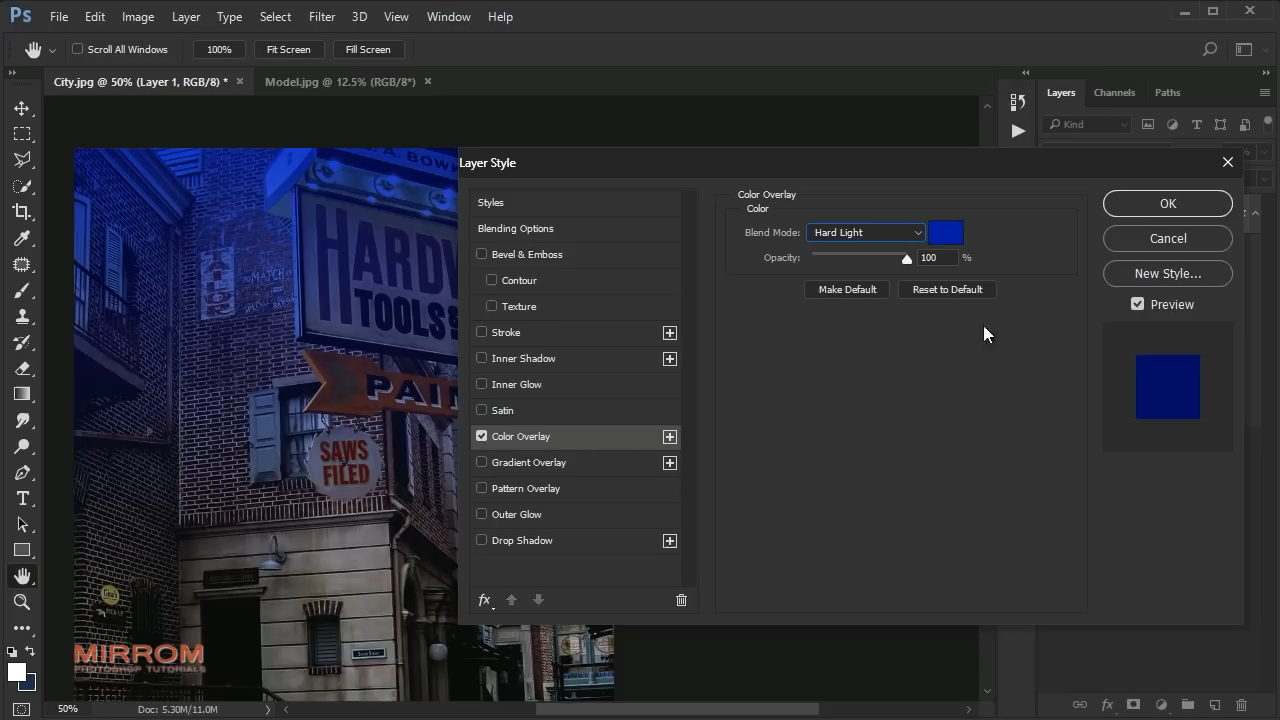 Ps File Edit Image Layer Type Select Filter 3D View Window Help
Scroll All Windows 100% Fit Screen Fill Screen
City.jpg @ 50% (Layer 1, RGB/8) * Model.jpg @ 12.5% (RGB/8*)
Layers Channels Paths
Kind
Layer Style
Styles
Blending Options
Bevel & Emboss
Contour
Texture
Stroke
Inner Shadow
Inner Glow
Satin
Color Overlay
Gradient Overlay
Pattern Overlay
Outer Glow
Drop Shadow
fx
Color Overlay
Color
Blend Mode: Hard Light
Opacity: 100 %
Make Default Reset to Default
OK
Cancel
New Style...
Preview
A. BOW
HARDW
TOOLS
PAIN
SAWS
FILED
TO MATCH
MIRROM
PHOTOSHOP TUTORIALS
50% Doc: 5.30M/11.0M
fx